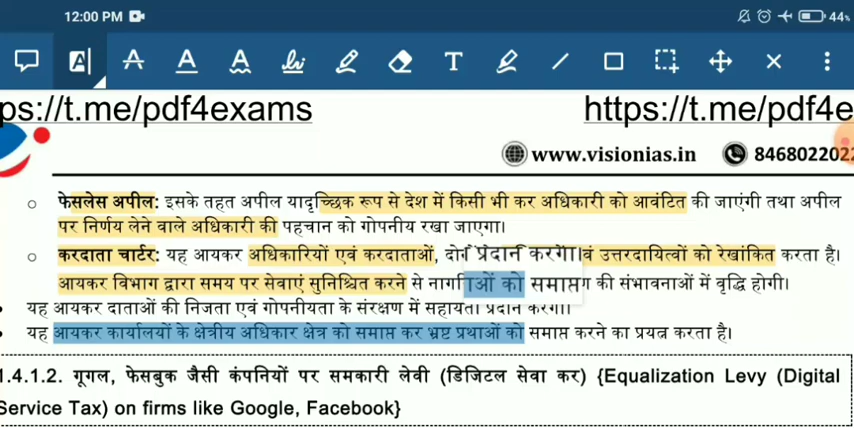 12:00 PM
44%
A A A A T
ps://t.me/pdf4exams https://t.me/pdf4e
www.visionias.in 8468022022
फेसलेस अपील: इसके तहत अपील यादृच्छिक रूप से देश में किसी भी कर अधिकारी को आवंटित की जाएंगी तथा अपील
पर निर्णय लेने वाले अधिकारी की पहचान को गोपनीय रखा जाएगा।
करदाता चार्टर: यह आयकर अधिकारियों एवं करदाताओं, प्रदान करेगा। वं उत्तरदायित्वों को रेखांकित करता है।
आयकर विभाग द्वारा समय पर सेवाएं सुनिश्चित करने से ाओं को समाप्त की संभावनाओं में वृद्धि होगी।
यह आयकर दाताओं की निजता एवं गोपनीयता के संरक्षण में सहायता प्रदान करेगा।
यह आयकर कार्यालयों के क्षेत्रीय अधिकार क्षेत्र को समाप्त कर भ्रष्ट प्रथाओं को समाप्त करने का प्रयत्न करता है।
1.4.1.2. गूगल, फेसबुक जैसी कंपनियों पर समकारी लेवी (डिजिटल सेवा कर) {Equalization Levy (Digital
Service Tax) on firms like Google, Facebook}